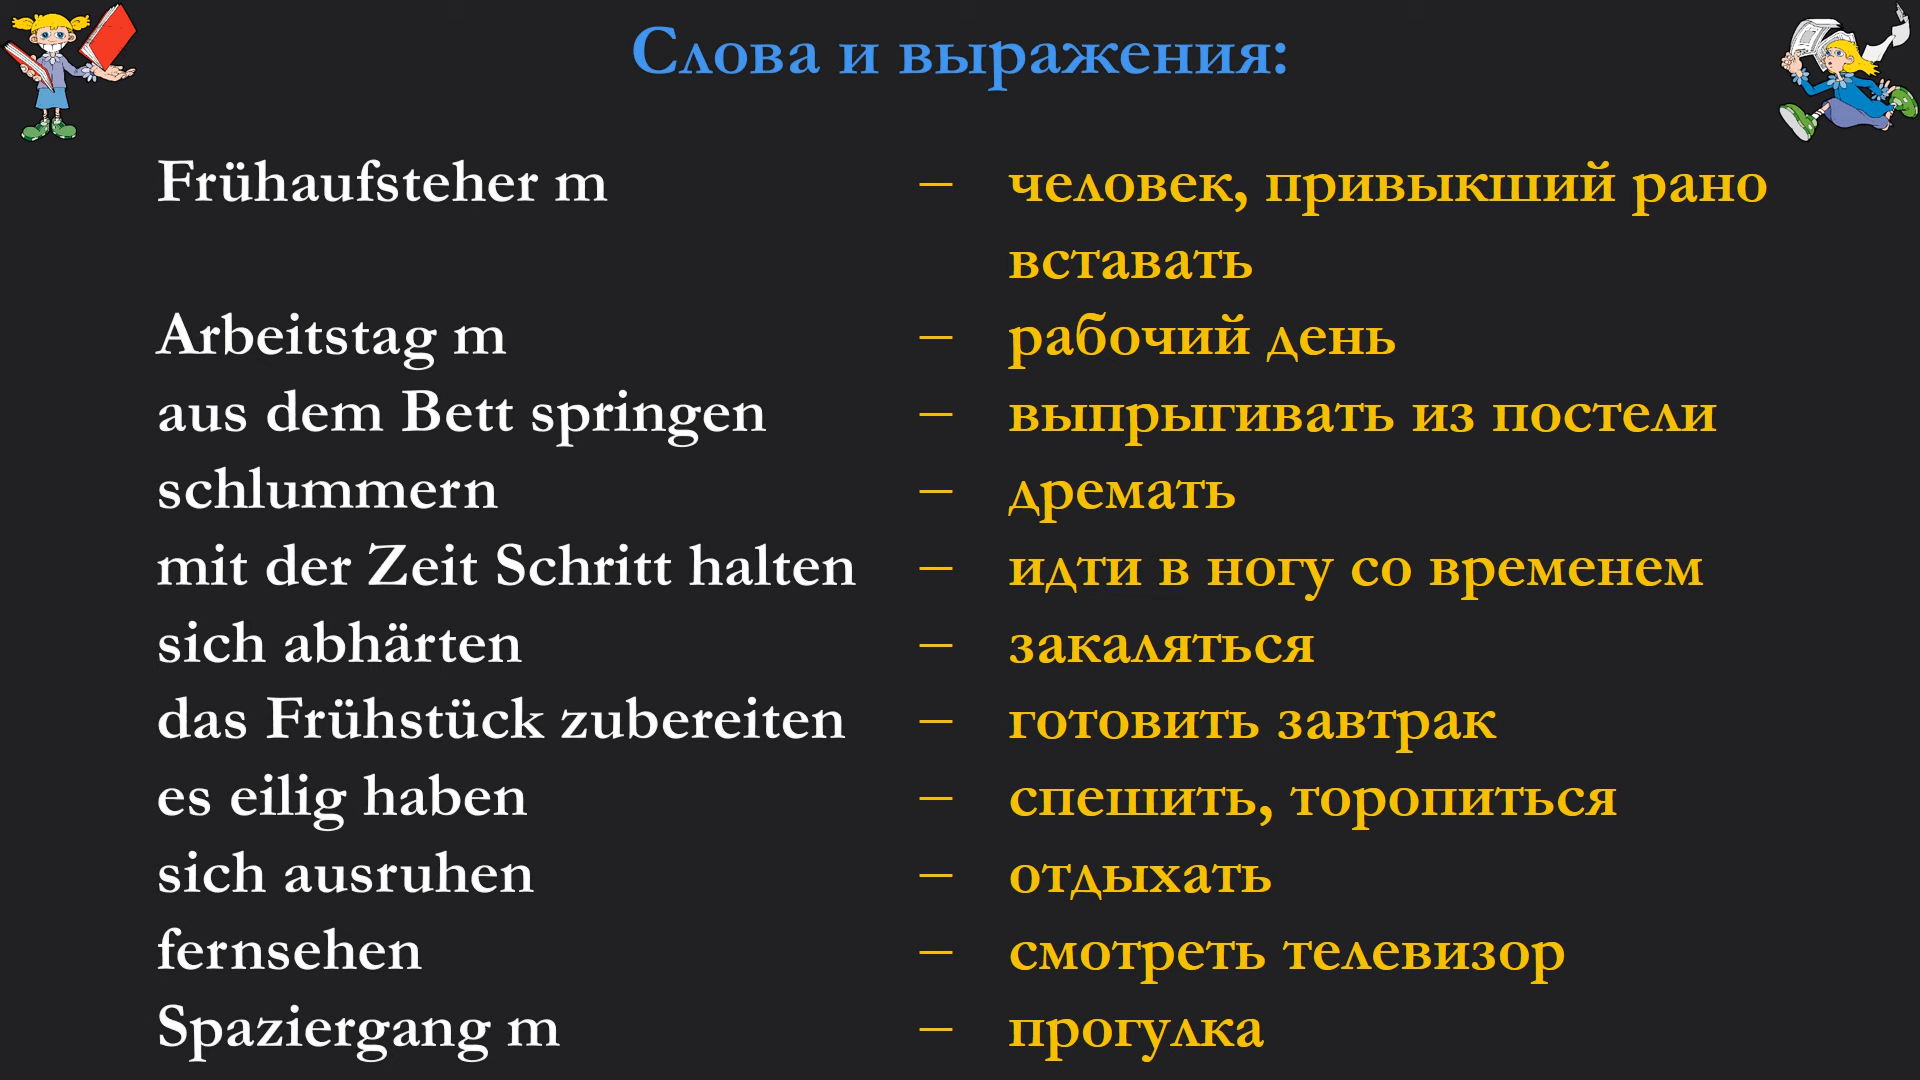 Слова и выражения:
Frühaufsteher m – человек, привыкший рано
вставать
Arbeitstag m – рабочий день
aus dem Bett springen – выпрыгивать из постели
schlummern – дремать
mit der Zeit Schritt halten – идти в ногу со временем
sich abhärten – закаляться
das Frühstück zubereiten – готовить завтрак
es eilig haben – спешить, торопиться
sich ausruhen – отдыхать
fernsehen – смотреть телевизор
Spaziergang m – прогулка